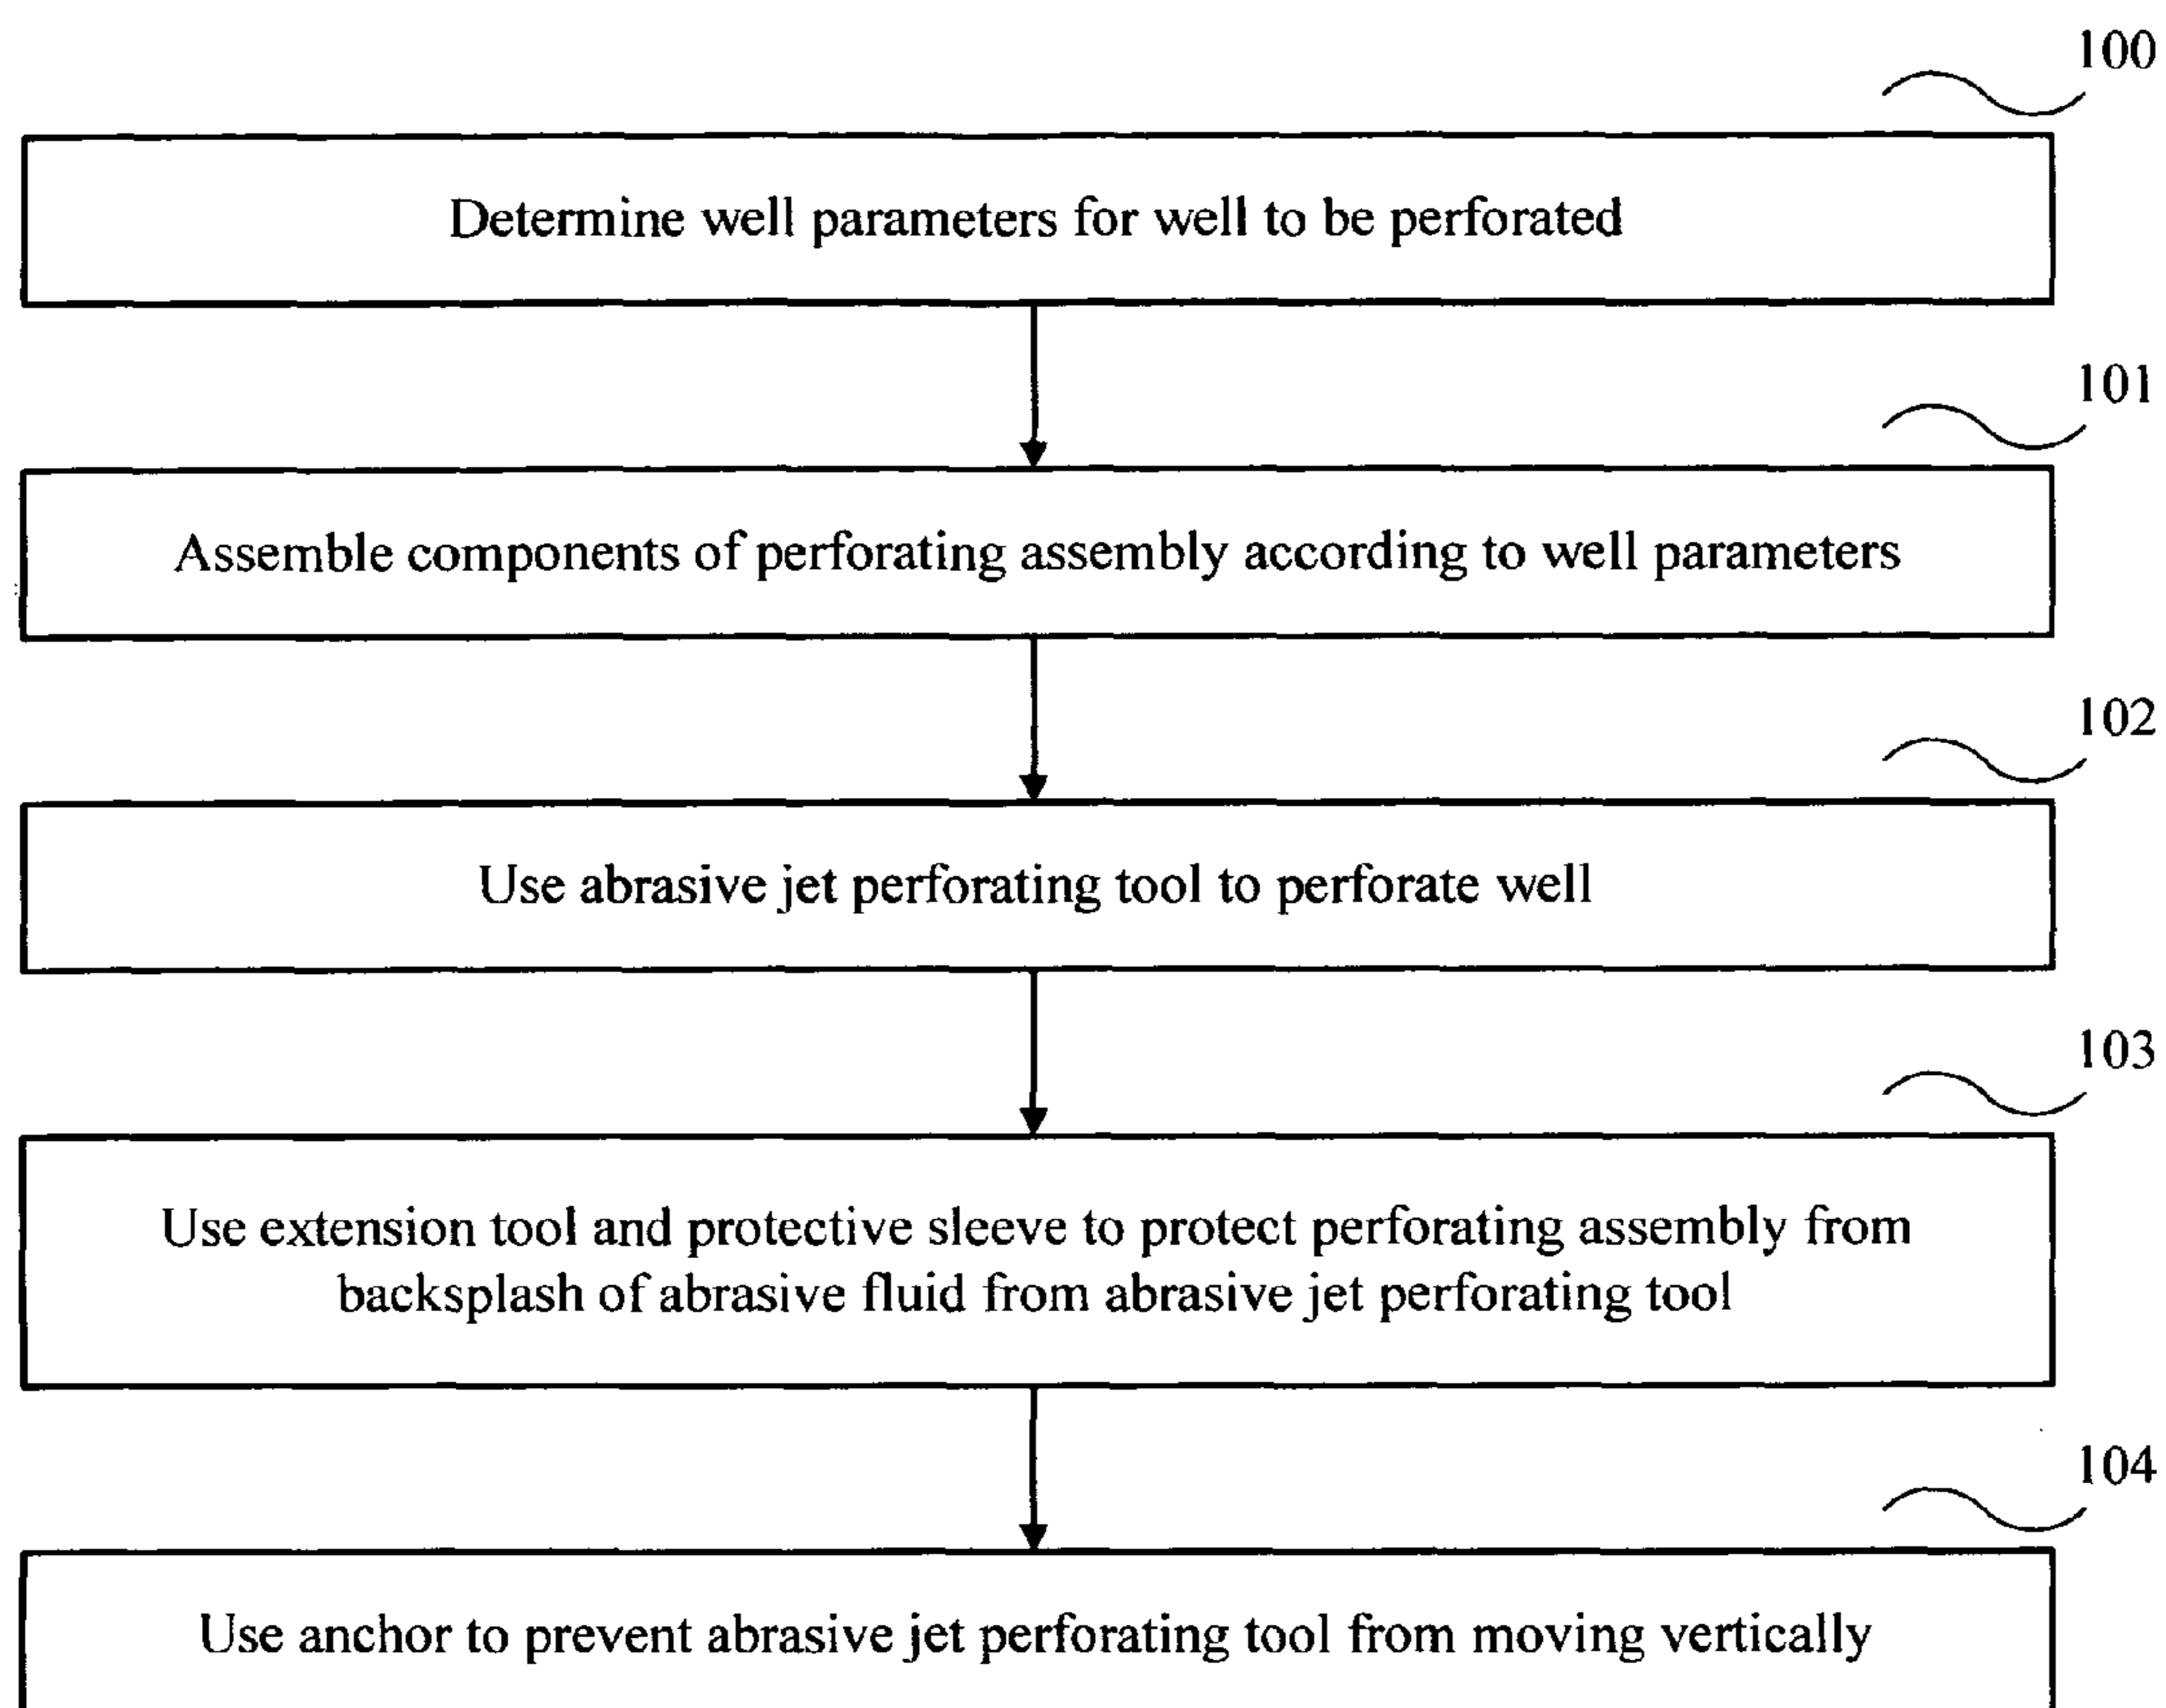 100
Determine well parameters for well to be perforated
101
Assemble components of perforating assembly according to well parameters
102
Use abrasive jet perforating tool to perforate well
103
Use extension tool and protective sleeve to protect perforating assembly from
backsplash of abrasive fluid from abrasive jet perforating tool
104
Use anchor to prevent abrasive jet perforating tool from moving vertically